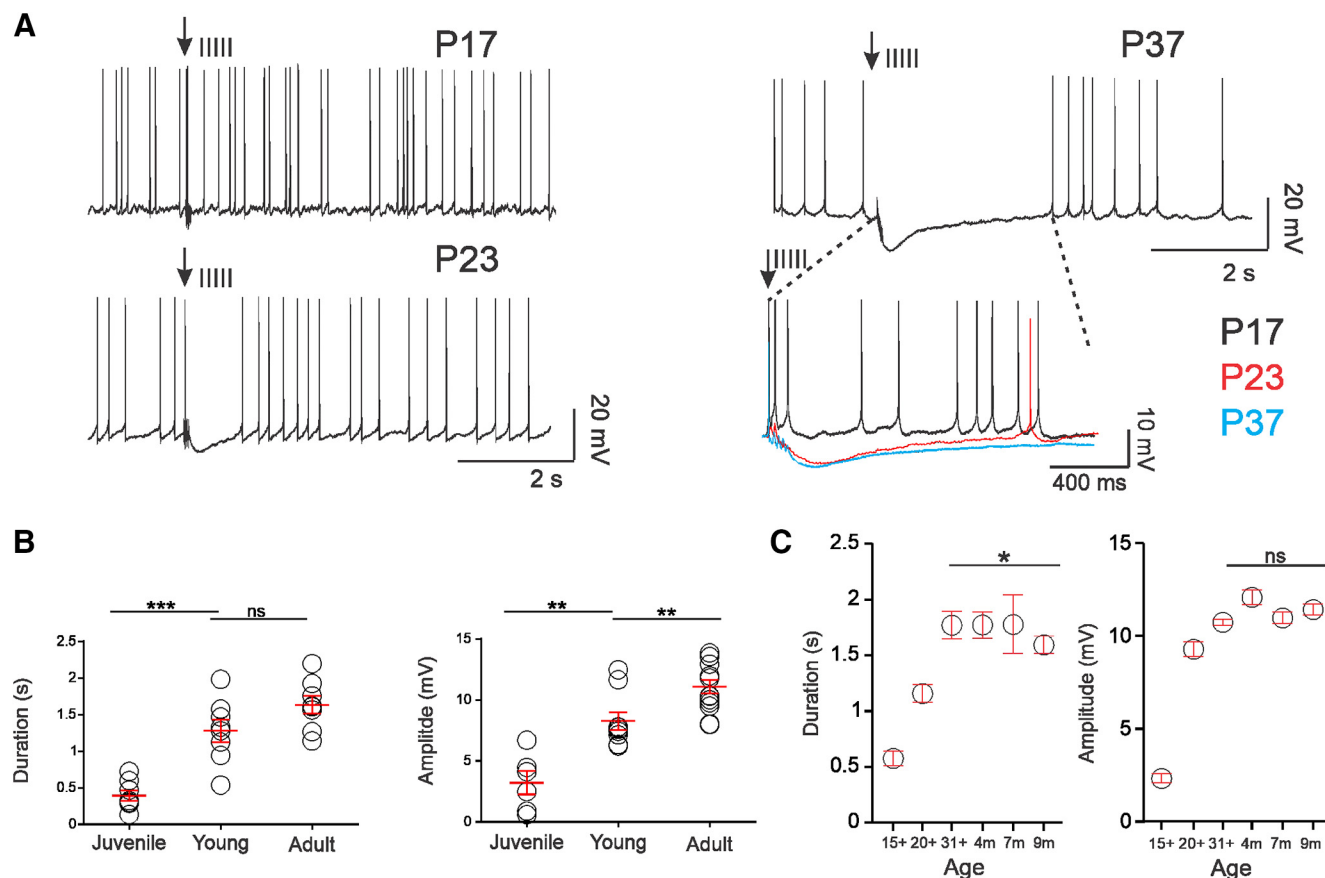 A
P17
P37
20 mV
2 s
P23
20 mV
2 s
P17
P23
P37
10 mV
400 ms
B
***
ns
2.5
2
1.5
1
0.5
0
Duration (s)
Juvenile
Young
Adult
**
**
15
10
5
0
Amplitde (mV)
Juvenile
Young
Adult
C
*
2.5
2
1.5
1
0.5
0
Duration (s)
15+ 20+ 31+ 4m 7m 9m
Age
ns
15
10
5
0
Amplitude (mV)
15+ 20+ 31+ 4m 7m 9m
Age